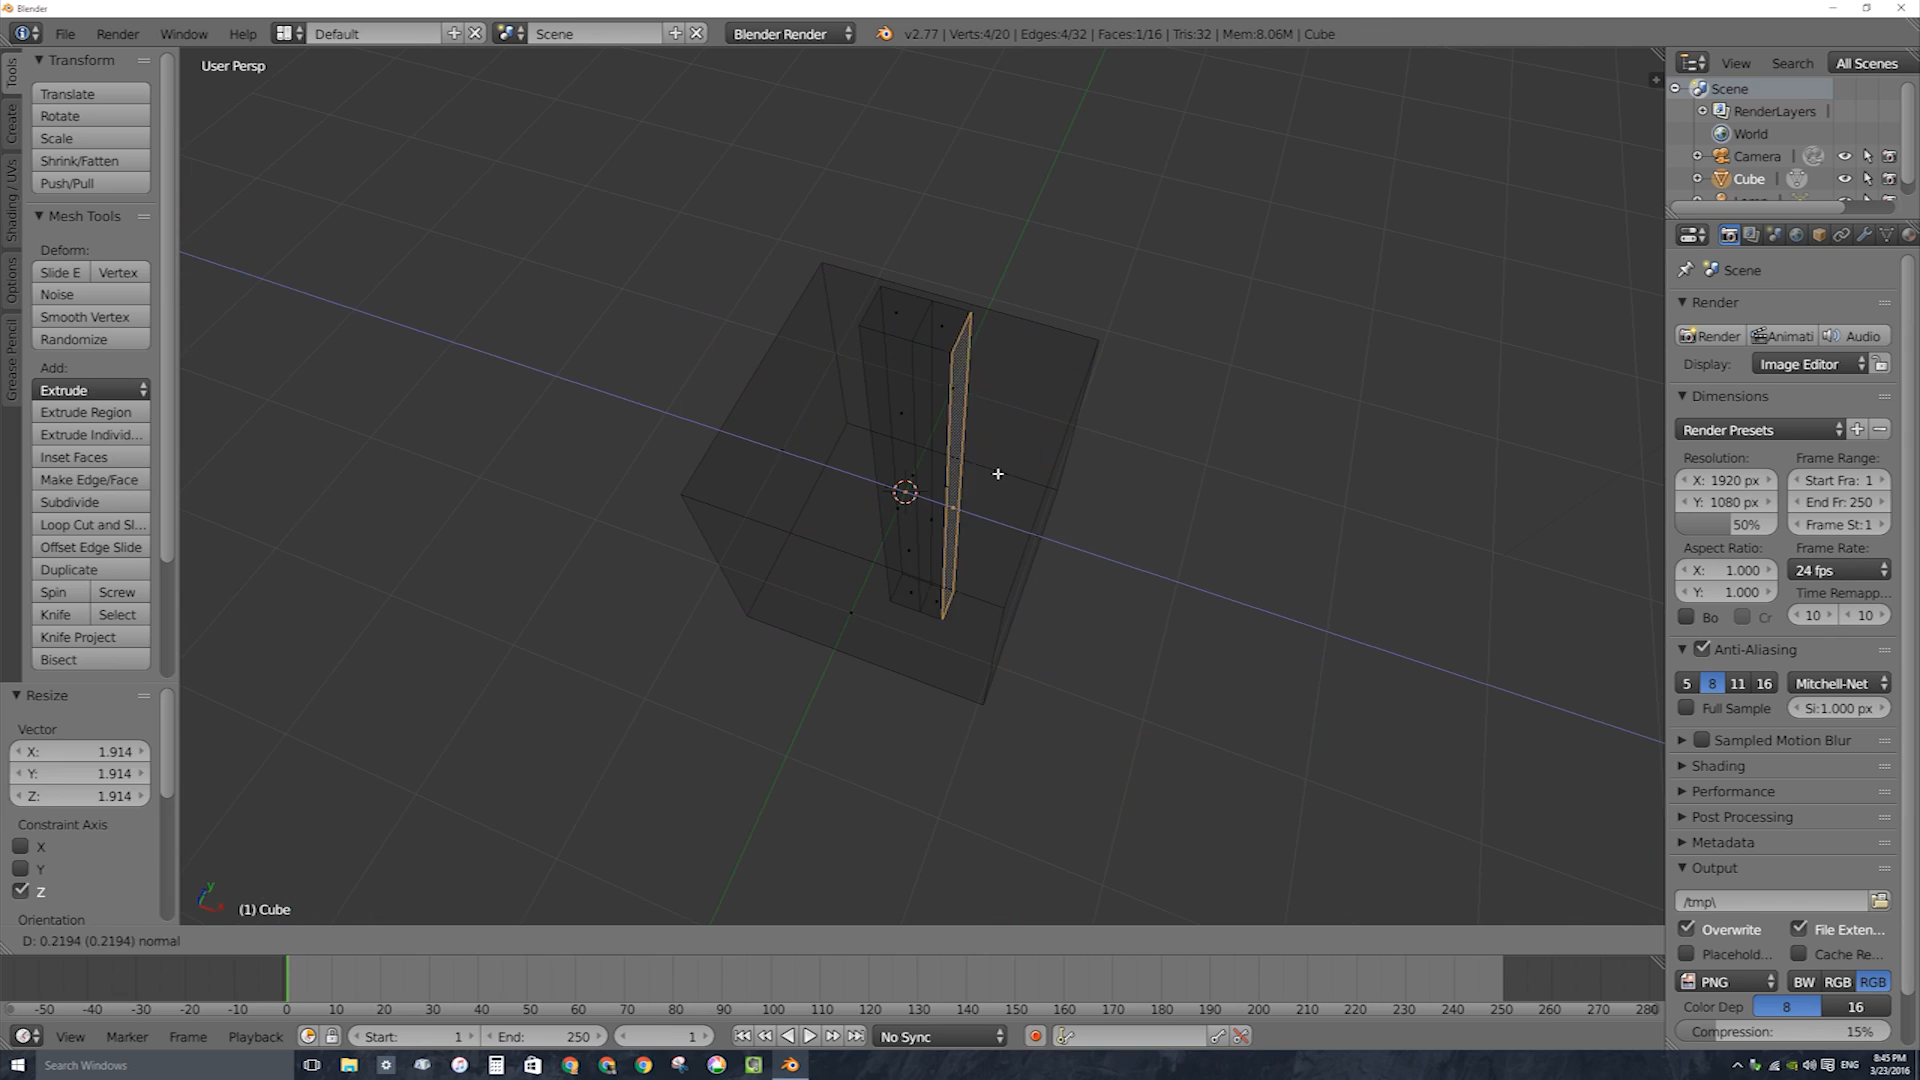 Blender
File Render Window Help Default Scene Blender Render v2.77 | Verts:4/20 | Edges:4/32 | Faces:1/16 | Tris:32 | Mem:8.06M | Cube
Tools
Create
Shading / UVs
Options
Grease Pencil
Transform
Translate
Rotate
Scale
Shrink/Fatten
Push/Pull
Mesh Tools
Deform:
Slide E Vertex
Noise
Smooth Vertex
Randomize
Add:
Extrude
Extrude Region
Extrude Individ...
Inset Faces
Make Edge/Face
Subdivide
Loop Cut and Sl...
Offset Edge Slide
Duplicate
Spin Screw
Knife Select
Knife Project
Bisect
Resize
Vector
X: 1.914
Y: 1.914
Z: 1.914
Constraint Axis
X
Y
Z
Orientation
User Persp
(1) Cube
D: 0.2194 (0.2194) normal
View Search All Scenes
Scene
RenderLayers
World
Camera
Cube
Scene
Render
Render Animati Audio
Display: Image Editor
Dimensions
Render Presets
Resolution: Frame Range:
X: 1920 px Start Fra: 1
Y: 1080 px End Fr: 250
50% Frame St:1
Aspect Ratio: Frame Rate:
X: 1.000 24 fps
Y: 1.000 Time Remapp...
Bo Cr 10 10
Anti-Aliasing
5 8 11 16 Mitchell-Net
Full Sample Si:1.000 px
Sampled Motion Blur
Shading
Performance
Post Processing
Metadata
Output
/tmp\
Overwrite File Exten...
Placehold... Cache Re...
PNG BW RGB RGB
Color Dep 8 16
Compression: 15%
-50 -40 -30 -20 -10 0 10 20 30 40 50 60 70 80 90 100 110 120 130 140 150 160 170 180 190 200 210 220 230 240 250 260 270 280
View Marker Frame Playback Start: 1 End: 250 1 No Sync
Search Windows
ENG
8:45 PM
3/23/2016